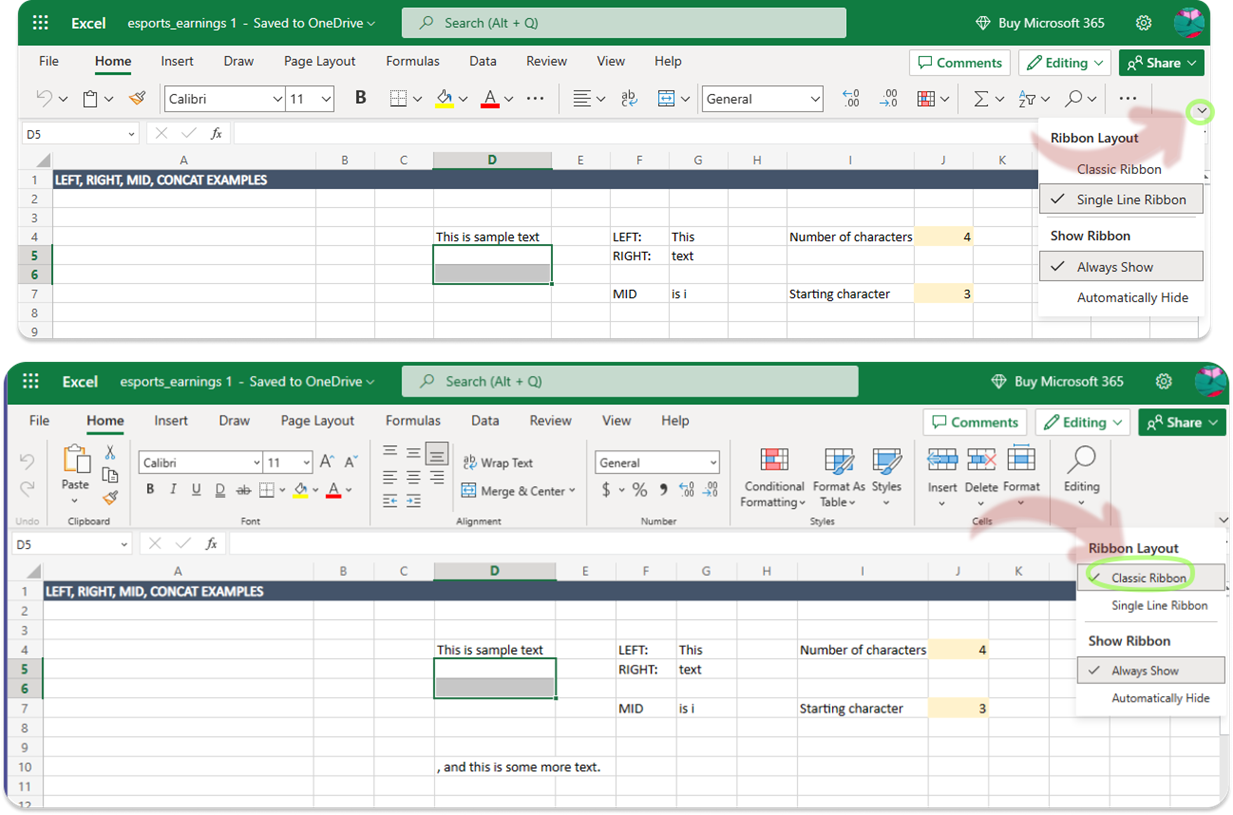 Excel esports_earnings 1 - Saved to OneDrive Search (Alt + Q) Buy Microsoft 365
File Home Insert Draw Page Layout Formulas Data Review View Help Comments Editing Share
Calibri 11 B A ab General .00 .00
D5 fx
A B C D E F G H I J K
1 LEFT, RIGHT, MID, CONCAT EXAMPLES
2
3
4 This is sample text LEFT: This Number of characters 4
5 RIGHT: text
6
7 MID is i Starting character 3
8
9
Ribbon Layout
Classic Ribbon
Single Line Ribbon
Show Ribbon
Always Show
Automatically Hide
Excel esports_earnings 1 - Saved to OneDrive Search (Alt + Q) Buy Microsoft 365
File Home Insert Draw Page Layout Formulas Data Review View Help Comments Editing Share
Calibri 11 A A ab Wrap Text General
Paste B I U D ab A Merge & Center $ % , .00 .00 Conditional Formatting Format As Table Styles Insert Delete Format Editing
Undo Clipboard Font Alignment Number Styles Cells
D5 fx
A B C D E F G H I J K
1 LEFT, RIGHT, MID, CONCAT EXAMPLES
2
3
4 This is sample text LEFT: This Number of characters 4
5 RIGHT: text
6
7 MID is i Starting character 3
8
9
10 , and this is some more text.
11
12
Ribbon Layout
Classic Ribbon
Single Line Ribbon
Show Ribbon
Always Show
Automatically Hide